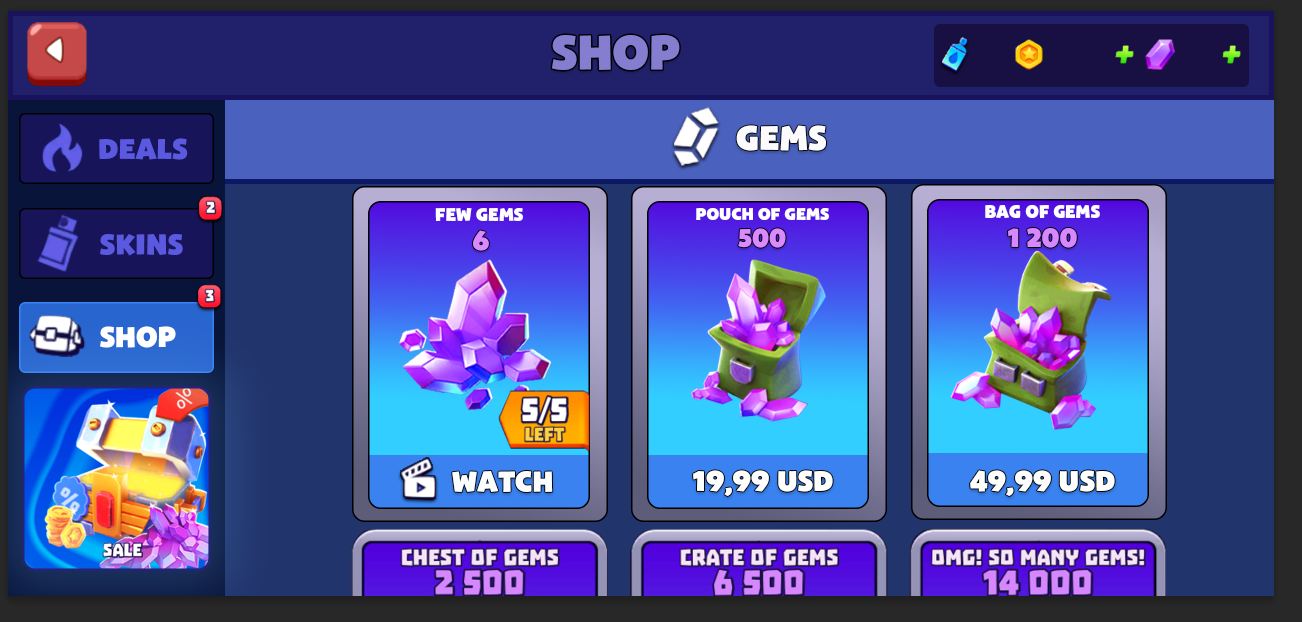 SHOP
DEALS
2
SKINS
3
SHOP
%
%
SALE
GEMS
FEW GEMS
6
5/5
LEFT
WATCH
POUCH OF GEMS
500
19,99 USD
BAG OF GEMS
1 200
49,99 USD
CHEST OF GEMS
2 500
CRATE OF GEMS
6 500
OMG! SO MANY GEMS!
14 000